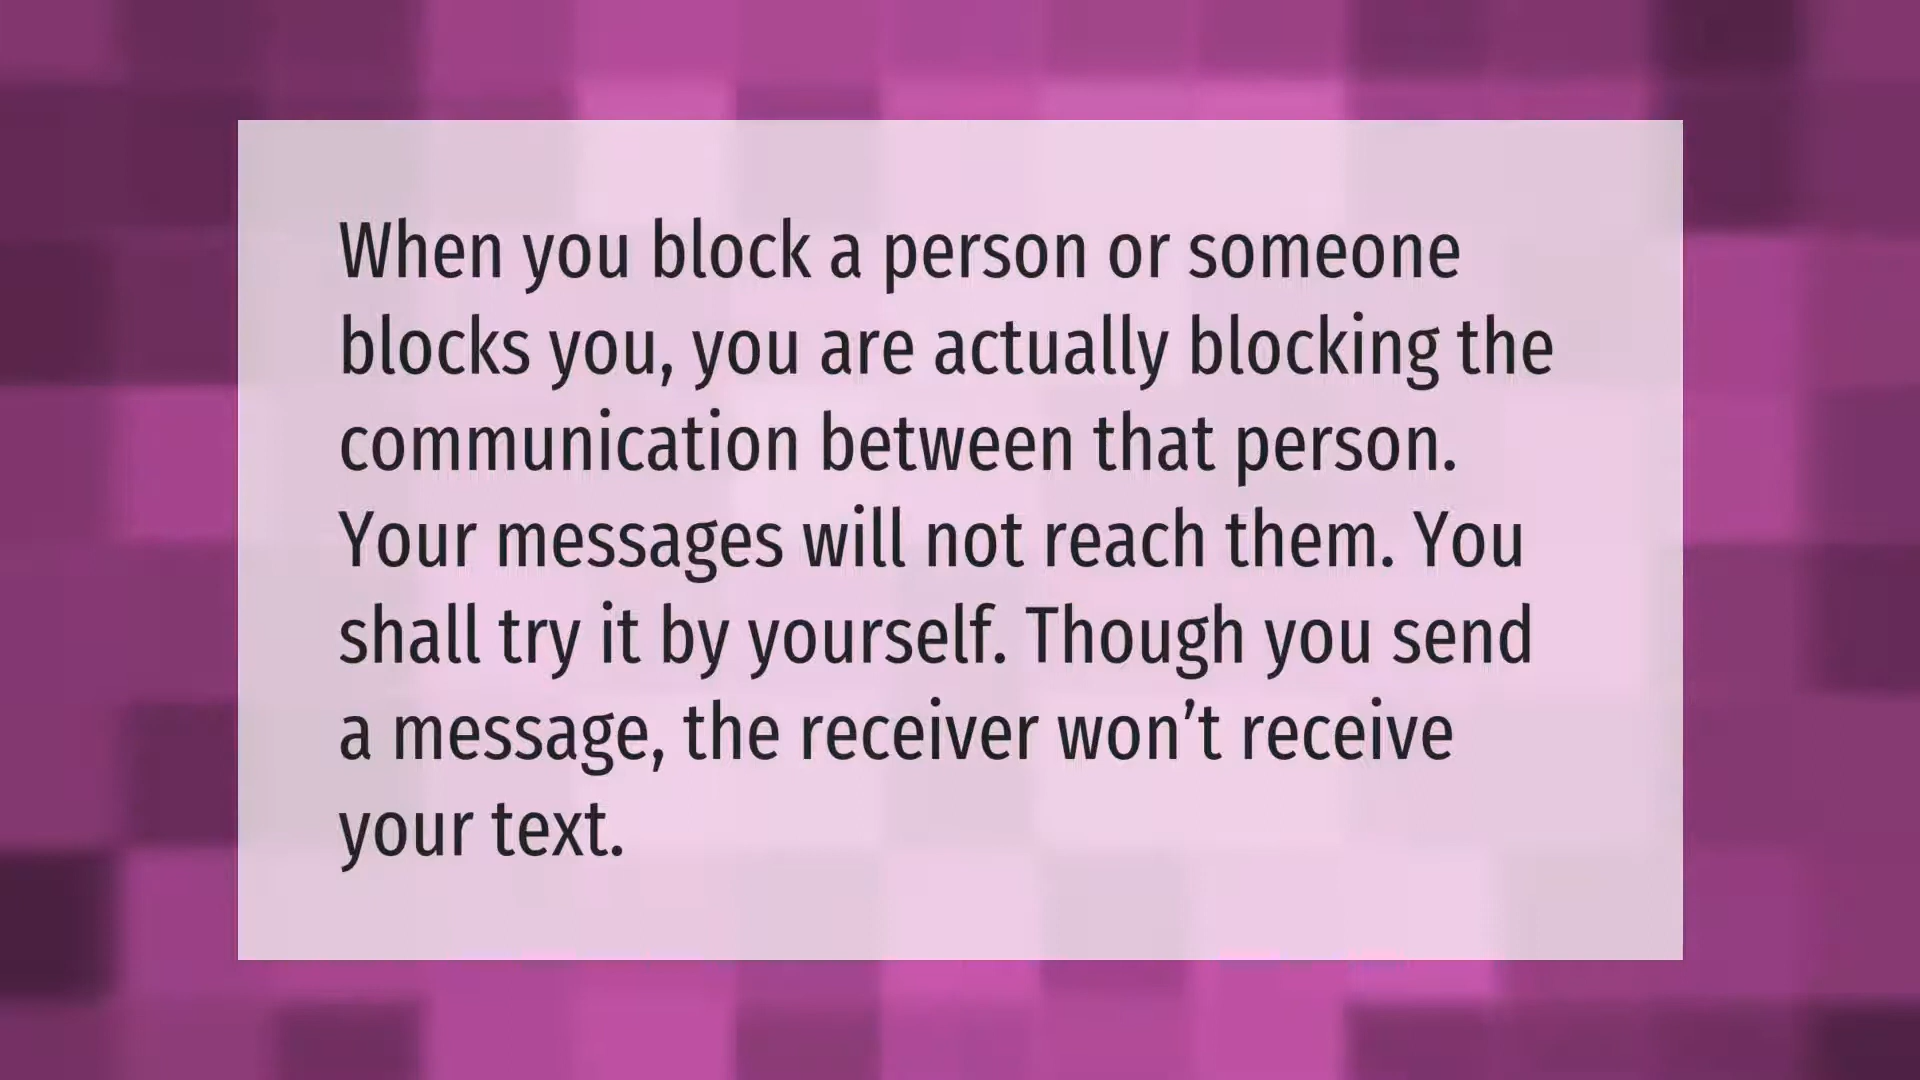 When you block a person or someone
blocks you, you are actually blocking the
communication between that person.
Your messages will not reach them. You
shall try it by yourself. Though you send
a message, the receiver won’t receive
your text.